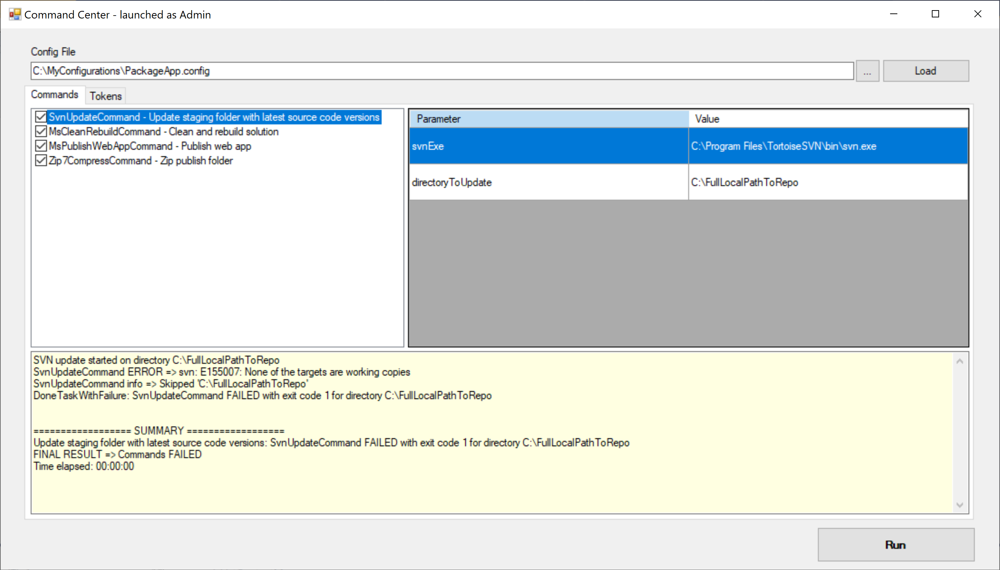 Command Center - launched as Admin
Config File
C:\MyConfigurations\PackageApp.config
...
Load
Commands
Tokens
SvnUpdateCommand - Update staging folder with latest source code versions
MsCleanRebuildCommand - Clean and rebuild solution
MsPublishWebAppCommand - Publish web app
Zip7CompressCommand - Zip publish folder
Parameter Value
svnExe C:\Program Files\TortoiseSVN\bin\svn.exe
directoryToUpdate C:\FullLocalPathToRepo
SVN update started on directory C:\FullLocalPathToRepo
SvnUpdateCommand ERROR => svn: E155007: None of the targets are working copies
SvnUpdateCommand info => Skipped 'C:\FullLocalPathToRepo'
DoneTaskWithFailure: SvnUpdateCommand FAILED with exit code 1 for directory C:\FullLocalPathToRepo
================== SUMMARY ==================
Update staging folder with latest source code versions: SvnUpdateCommand FAILED with exit code 1 for directory C:\FullLocalPathToRepo
FINAL RESULT => Commands FAILED
Time elapsed: 00:00:00
Run